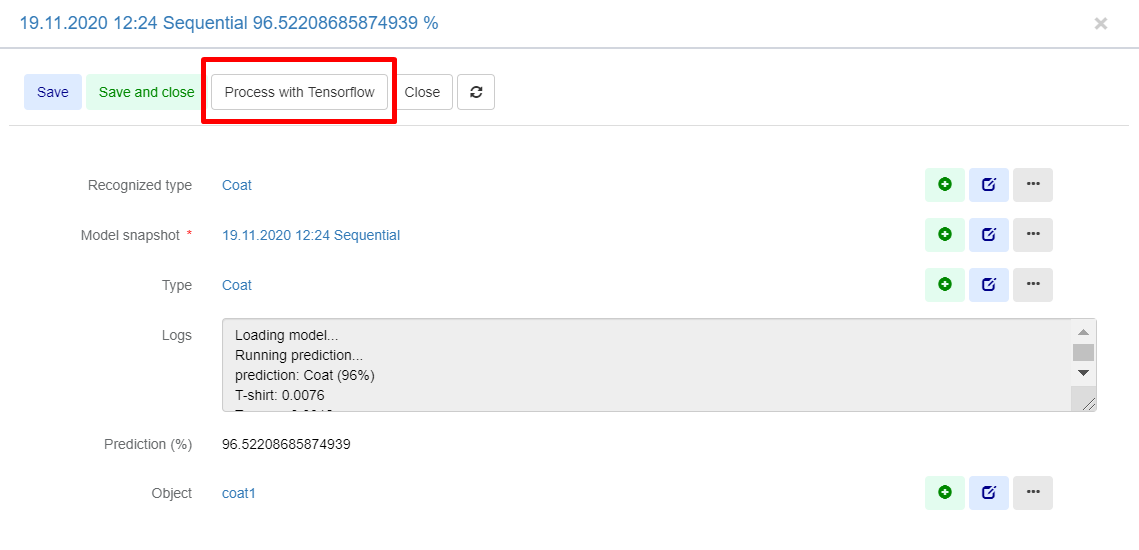 19.11.2020 12:24 Sequential 96.52208685874939 %
Save Save and close Process with Tensorflow Close
Recognized type Coat
Model snapshot * 19.11.2020 12:24 Sequential
Type Coat
Logs Loading model...
Running prediction...
prediction: Coat (96%)
T-shirt: 0.0076
Prediction (%) 96.52208685874939
Object coat1